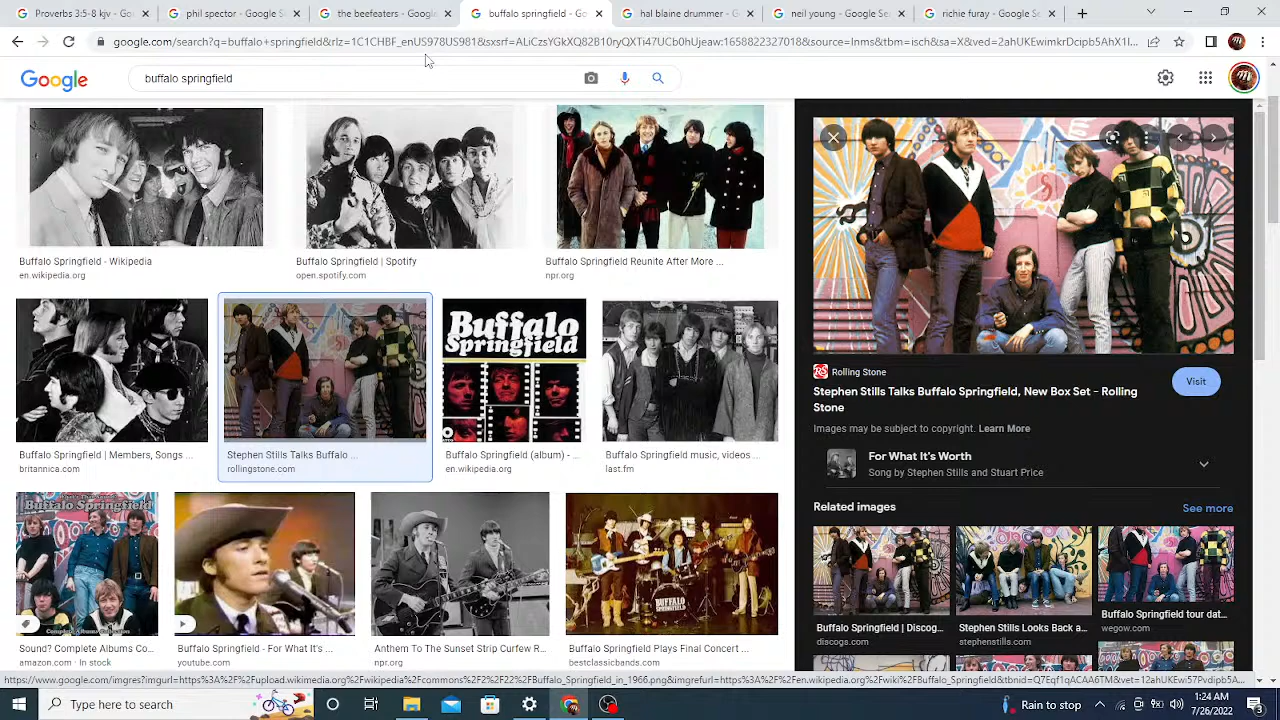 Proverbs 3:5-6 kjv - Goo
phil spector - Google Sea
the beefeaters - Google
buffalo springfield - Go
hal blaine drummer - G
neil young - Google Sea
richie furay - Google Se
google.com/search?q=buffalo+springfield&rlz=1C1CHBF_enUS978US981&sxsrf=ALiCzsYGkXQ82B10ryQXTi47UCb0hUjeaw:1658822327018&source=lnms&tbm=isch&sa=X&ved=2ahUKEwimkrDcipb5AhX1l...
Google
buffalo springfield
Buffalo Springfield - Wikipedia
en.wikipedia.org
Buffalo Springfield | Spotify
open.spotify.com
Buffalo Springfield Reunite After More ...
npr.org
Buffalo Springfield
Buffalo Springfield | Members, Songs ...
britannica.com
Stephen Stills Talks Buffalo ...
rollingstone.com
Buffalo Springfield (album) - ...
en.wikipedia.org
Buffalo Springfield music, videos ...
last.fm
Buffalo Springfield
Complete Albums Collection
BUFFALO
SPRINGFIELD
Sound? Complete Albums Co...
amazon.com · In stock
Buffalo Springfield - For What It's ...
youtube.com
Anthem To The Sunset Strip Curfew R...
npr.org
Buffalo Springfield Plays Final Concert ...
bestclassicbands.com
RS Rolling Stone
Stephen Stills Talks Buffalo Springfield, New Box Set – Rolling
Stone
Visit
Images may be subject to copyright. Learn More
For What It's Worth
Song by Stephen Stills and Stuart Price
Related images
See more
Buffalo Springfield | Discog...
discogs.com
Stephen Stills Looks Back a...
stephenstills.com
Buffalo Springfield tour dat...
wegow.com
Type here to search
Rain to stop
1:24 AM
7/26/2022